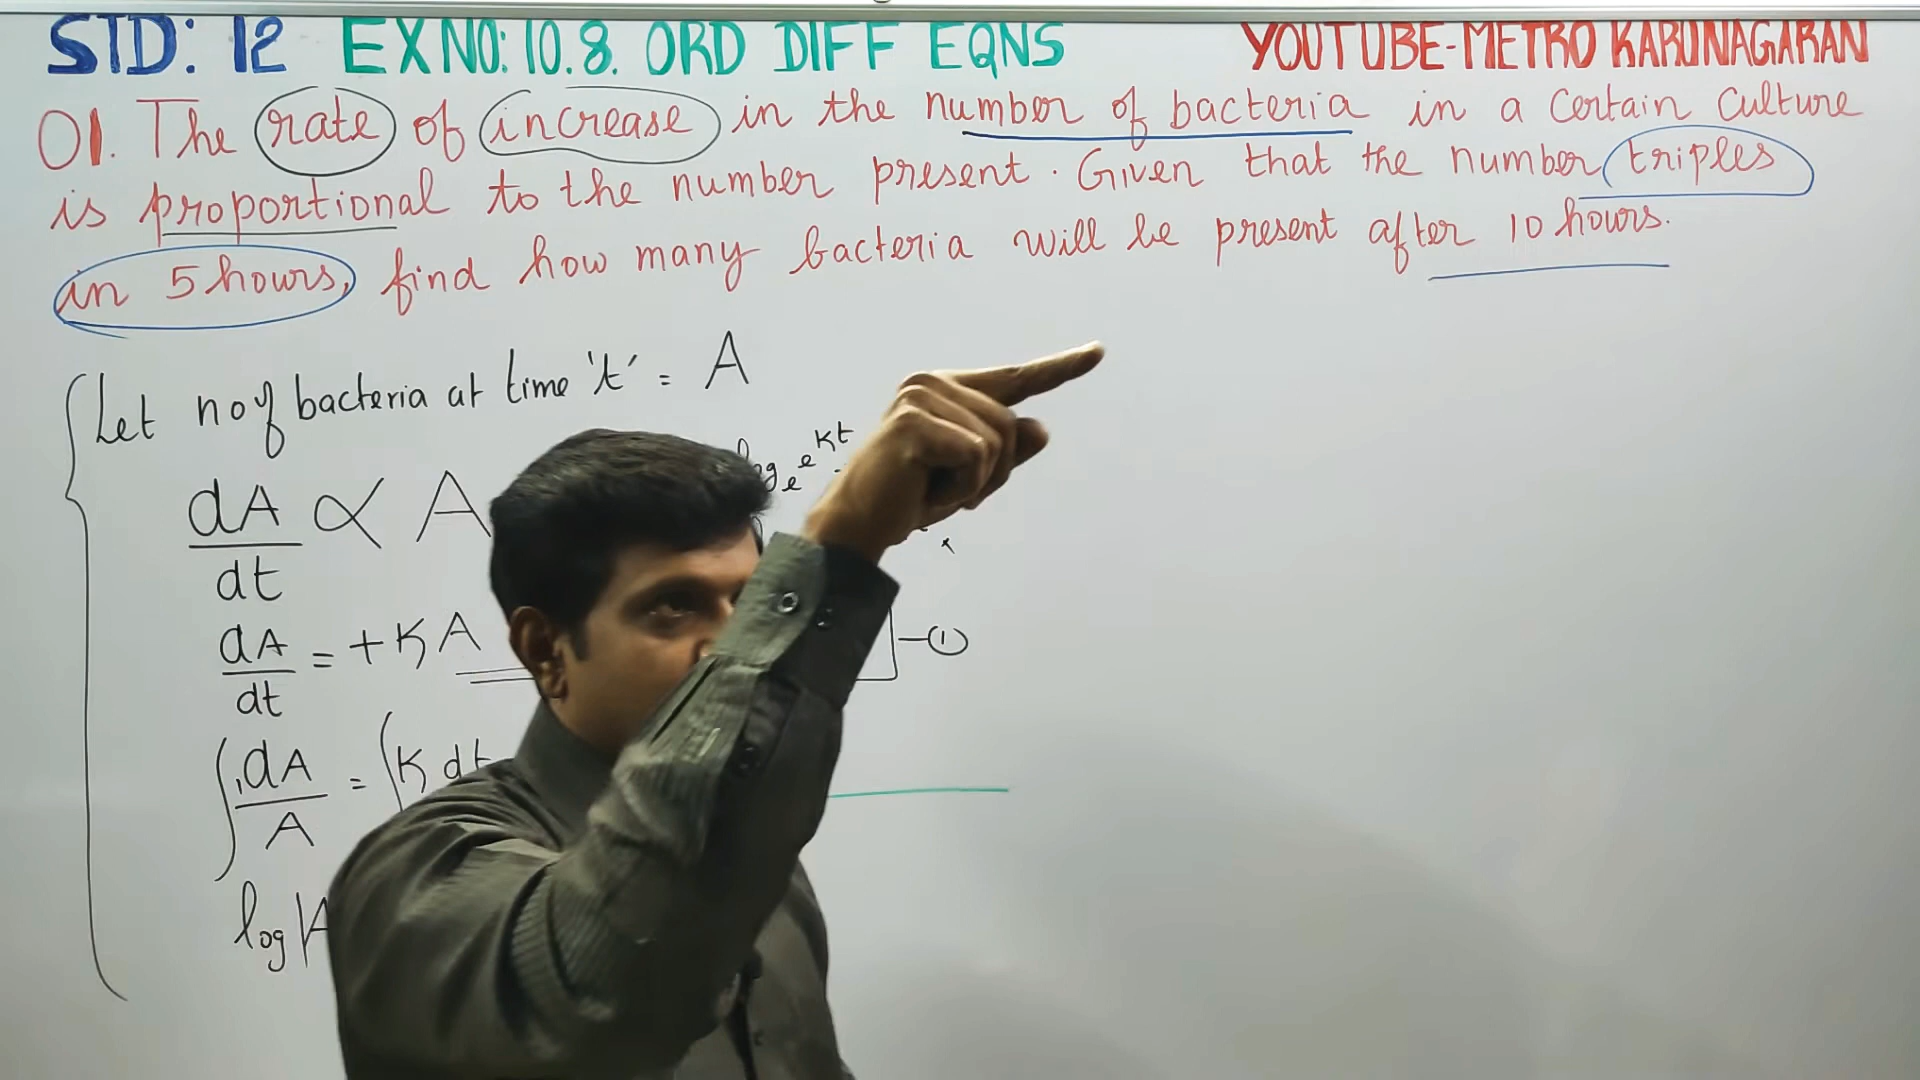 STD: 12 EXNO: 10.8. ORD DIFF EQNS YOUTUBE-METRO KARUNAGARAN
01. The rate of increase in the number of bacteria in a certain culture
is proportional to the number present. Given that the number triples
in 5 hours, find how many bacteria will be present after 10 hours.
Let no of bacteria at time 't' = A
dA/dt ∝ A
dA/dt = +KA
∫ dA/A = ∫ K dt
log|A
log_e e^Kt
①